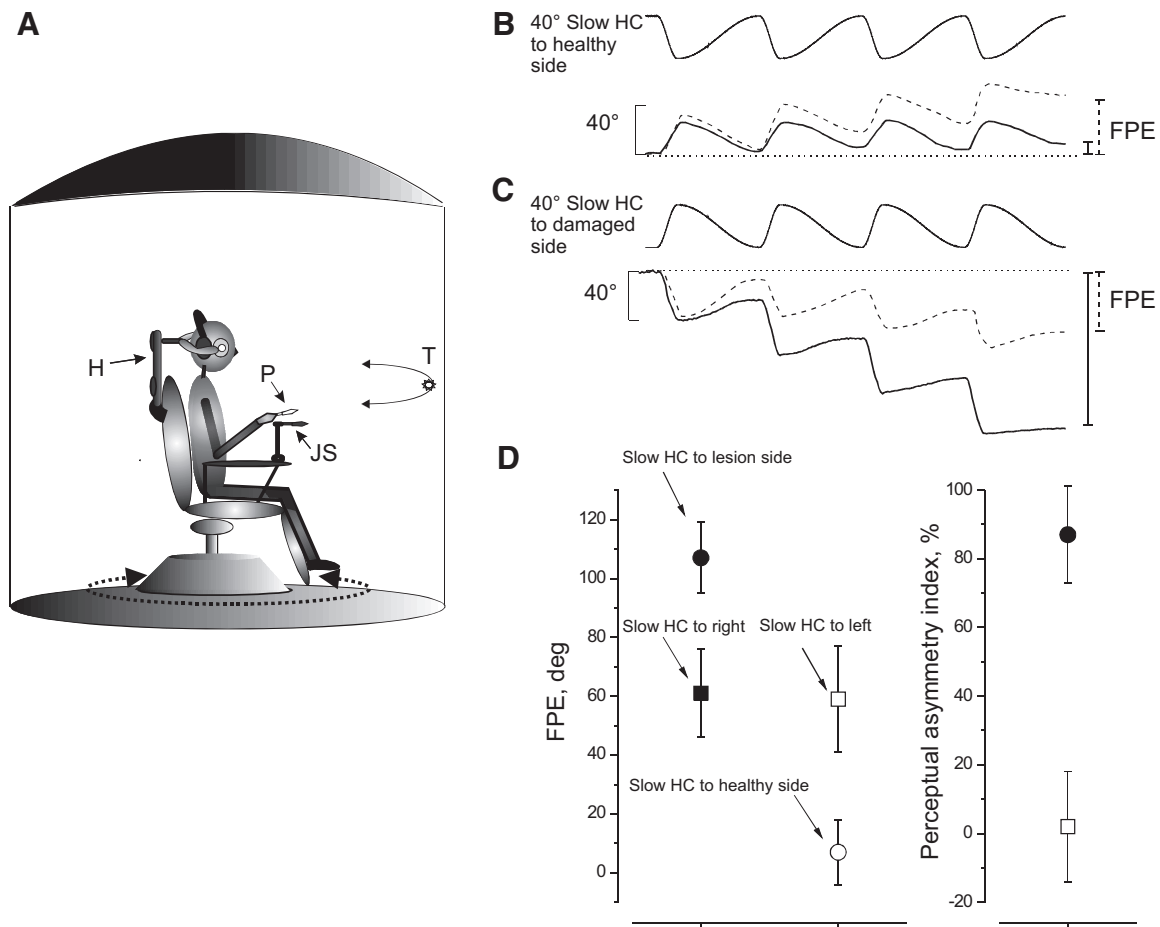 A
H
P
JS
T
B
40° Slow HC
to healthy
side
40°
FPE
C
40° Slow HC
to damaged
side
40°
FPE
D
Slow HC to lesion side
Slow HC to right
Slow HC to left
Slow HC to healthy side
FPE, deg
120
100
80
60
40
20
0
Perceptual asymmetry index, %
100
80
60
40
20
0
-20